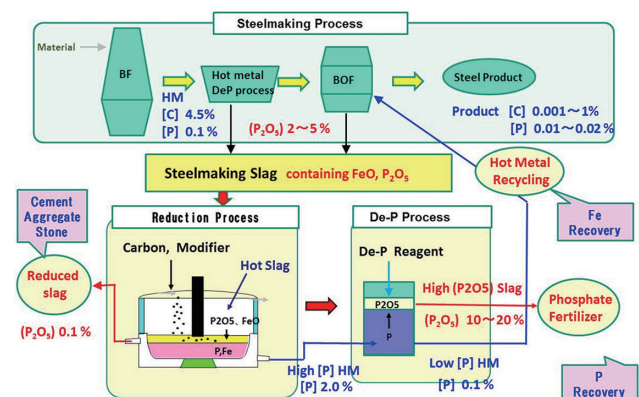 Steelmaking Process
Material
BF
Hot metal
DeP process
BOF
Steel Product
HM
[C] 4.5%
[P] 0.1%
(P₂O₅) 2～5%
Product [C] 0.001～1%
[P] 0.01～0.02%
Steelmaking Slag containing FeO, P₂O₅
Hot Metal
Recycling
Fe
Recovery
Cement
Aggregate
Stone
Reduced
slag
(P₂O₅) 0.1%
Reduction Process
Carbon, Modifier
Hot Slag
P2O5、FeO
P,Fe
High [P] HM
[P] 2.0%
De-P Process
De-P Reagent
P2O5
P
High (P2O5) Slag
(P₂O₅) 10～20%
Low [P] HM
[P] 0.1%
Phosphate
Fertilizer
P
Recovery